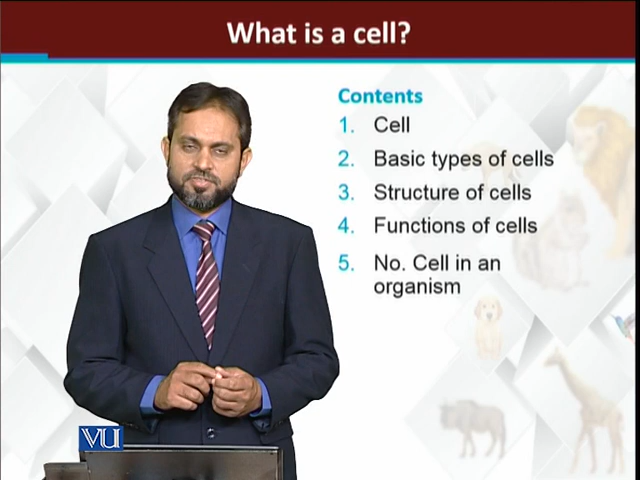 What is a cell?
Contents
1. Cell
2. Basic types of cells
3. Structure of cells
4. Functions of cells
5. No. Cell in an
organism
VU